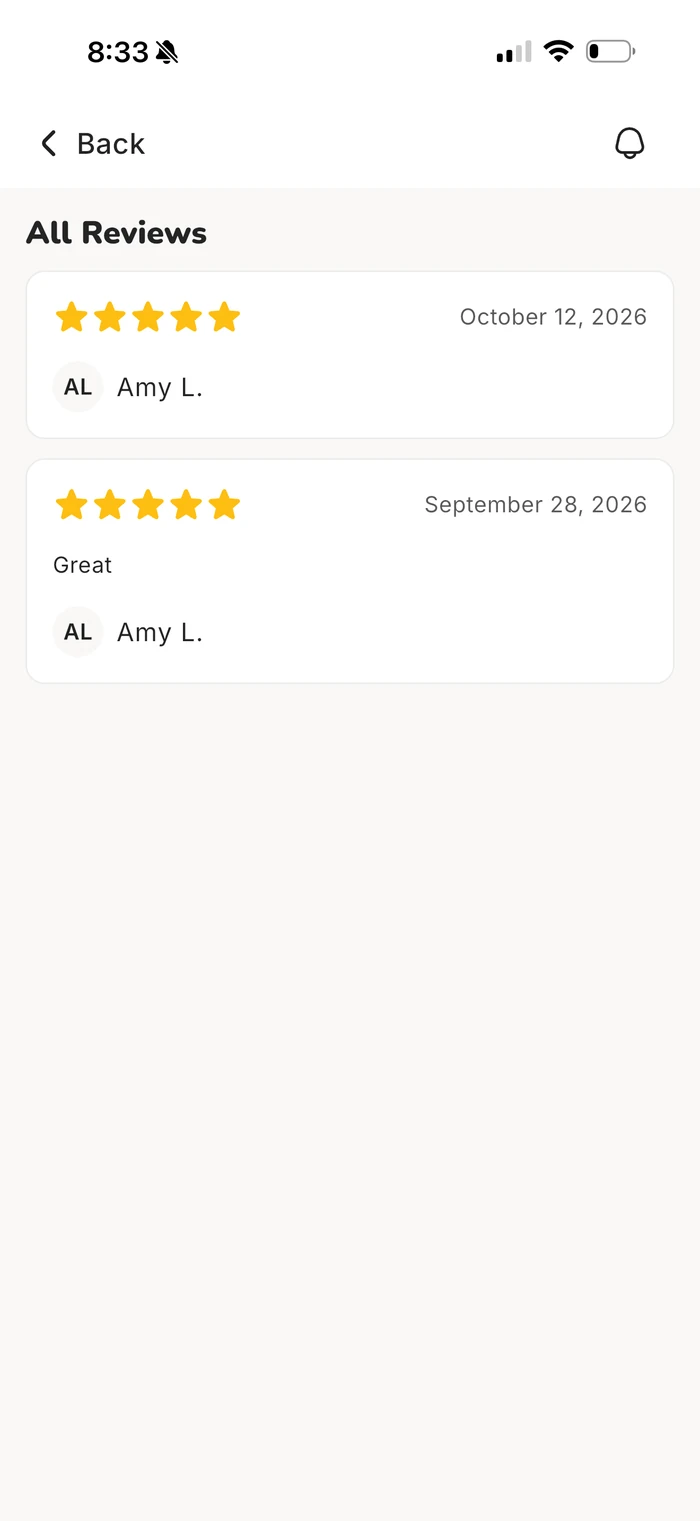 8:33
Back
All Reviews
October 12, 2026
AL Amy L.
September 28, 2026
Great
AL Amy L.